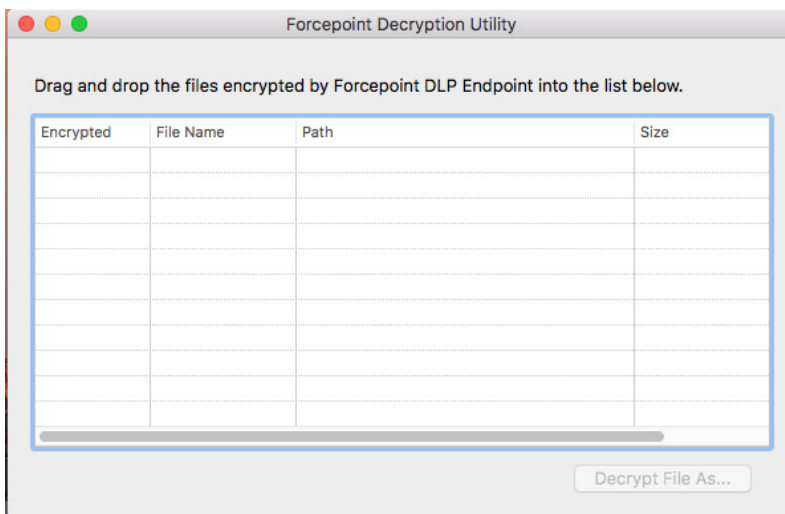 Forcepoint Decryption Utility
Drag and drop the files encrypted by Forcepoint DLP Endpoint into the list below.
Encrypted File Name Path Size
Decrypt File As...